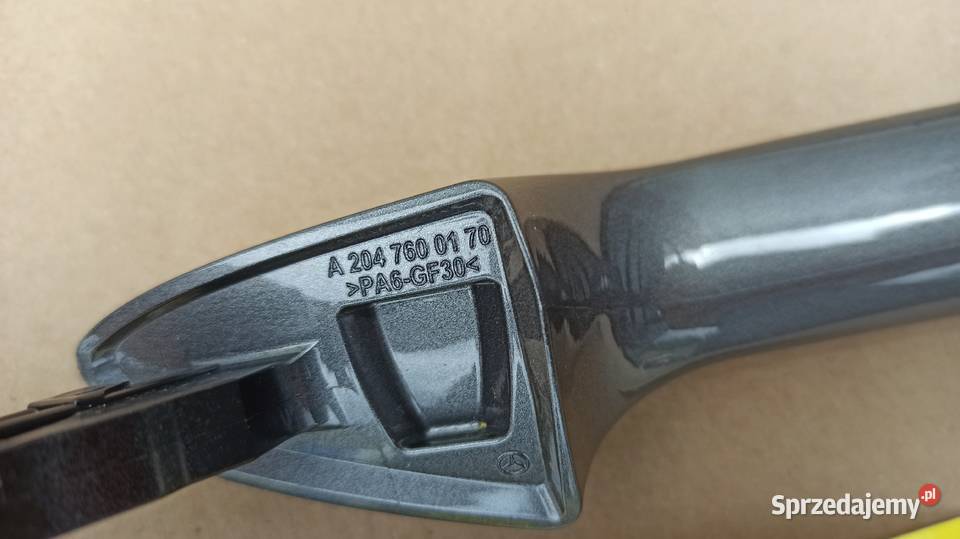 A 204 760 01 70
>PA6-GF30<
Sprzedajemy.pl